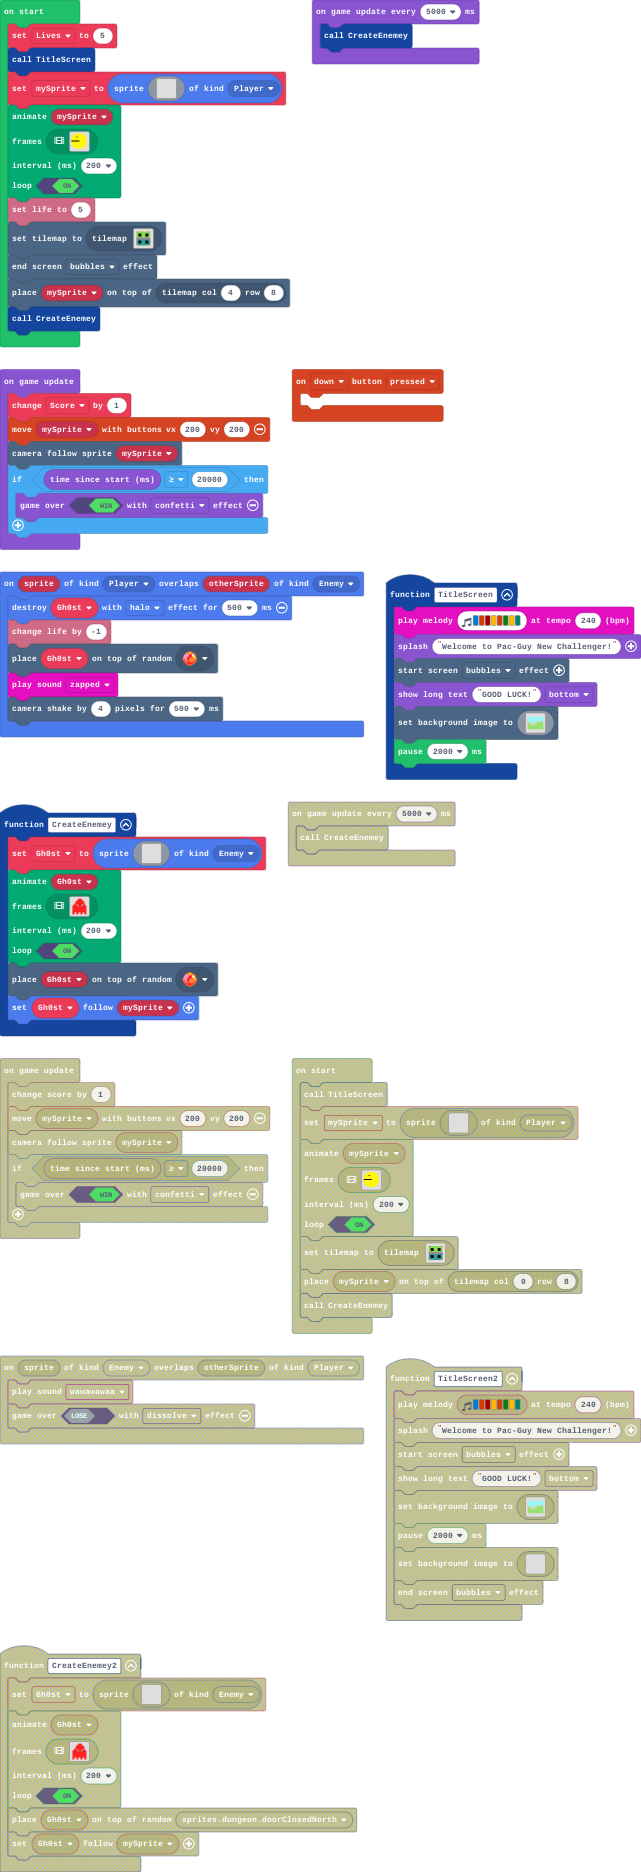 on start
set Lives to 5
call TitleScreen
set mySprite to sprite of kind Player
animate mySprite
frames
interval (ms) 200
loop ON
set life to 5
set tilemap to tilemap
end screen bubbles effect
place mySprite on top of tilemap col 4 row 8
call CreateEnemey
on game update every 5000 ms
call CreateEnemey
on game update
change Score by 1
move mySprite with buttons vx 200 vy 200
camera follow sprite mySprite
if time since start (ms) ≥ 20000 then
game over WIN with confetti effect
on down button pressed
on sprite of kind Player overlaps otherSprite of kind Enemy
destroy Gh0st with halo effect for 500 ms
change life by -1
place Gh0st on top of random
play sound zapped
camera shake by 4 pixels for 500 ms
function TitleScreen
play melody at tempo 240 (bpm)
splash "Welcome to Pac-Guy New Challenger!"
start screen bubbles effect
show long text "GOOD LUCK!" bottom
set background image to
pause 2000 ms
function CreateEnemey
set Gh0st to sprite of kind Enemy
animate Gh0st
frames
interval (ms) 200
loop ON
place Gh0st on top of random
set Gh0st follow mySprite
on game update every 5000 ms
call CreateEnemey
on game update
change score by 1
move mySprite with buttons vx 200 vy 200
camera follow sprite mySprite
if time since start (ms) ≥ 20000 then
game over WIN with confetti effect
on start
call TitleScreen
set mySprite to sprite of kind Player
animate mySprite
frames
interval (ms) 200
loop ON
set tilemap to tilemap
place mySprite on top of tilemap col 0 row 8
call CreateEnemey
on sprite of kind Enemy overlaps otherSprite of kind Player
play sound wawawawaa
game over LOSE with dissolve effect
function TitleScreen2
play melody at tempo 240 (bpm)
splash "Welcome to Pac-Guy New Challenger!"
start screen bubbles effect
show long text "GOOD LUCK!" bottom
set background image to
pause 2000 ms
set background image to
end screen bubbles effect
function CreateEnemey2
set Gh0st to sprite of kind Enemy
animate Gh0st
frames
interval (ms) 200
loop ON
place Gh0st on top of random sprites.dungeon.doorClosedNorth
set Gh0st follow mySprite